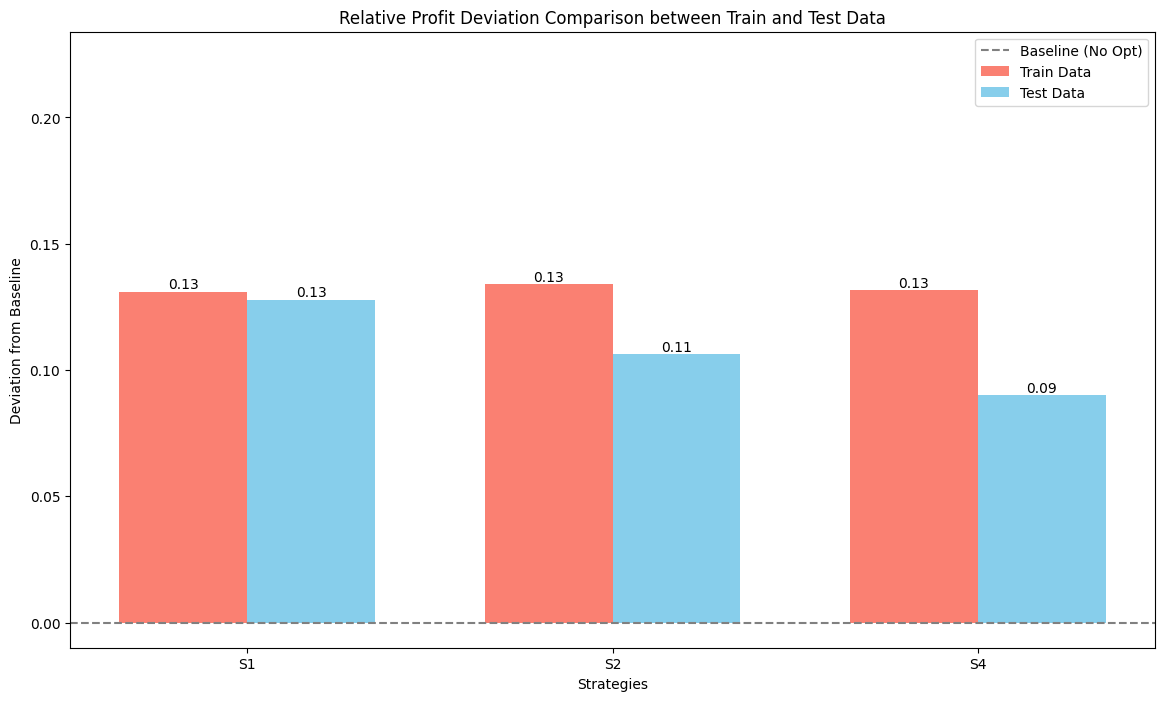 Relative Profit Deviation Comparison between Train and Test Data
Baseline (No Opt)
Train Data
Test Data
Deviation from Baseline
0.20
0.15
0.10
0.05
0.00
0.13
0.13
0.13
0.11
0.13
0.09
S1
S2
S4
Strategies